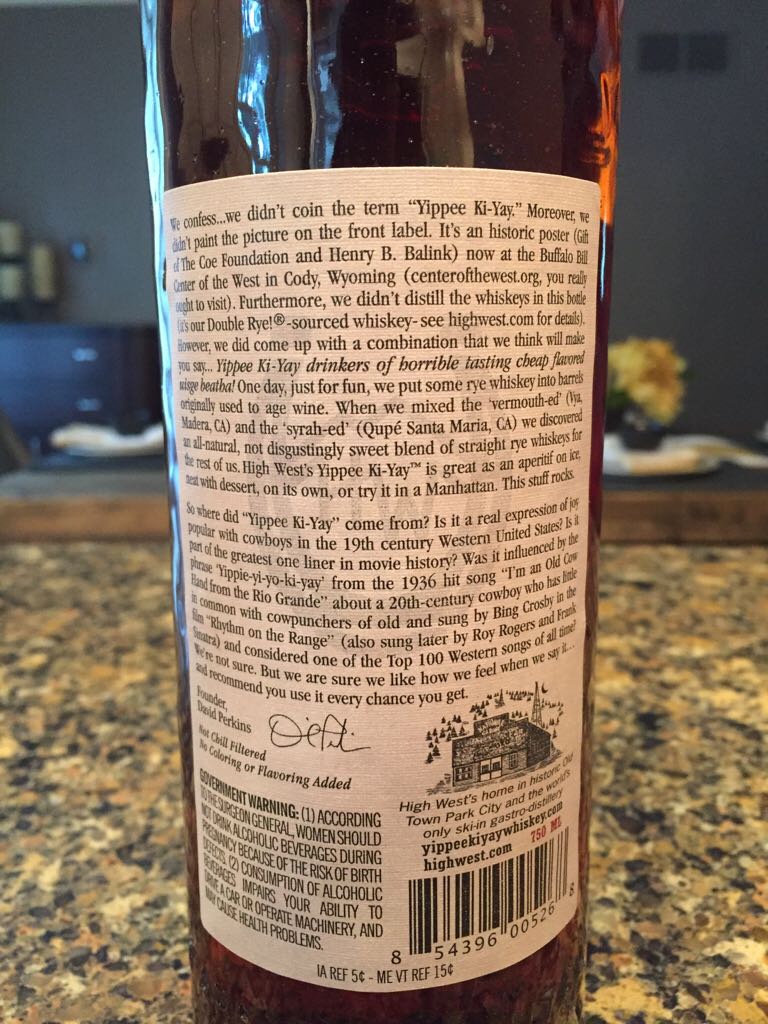 We confess...we didn't coin the term "Yippee Ki-Yay." Moreover, we
didn't paint the picture on the front label. It's an historic poster (Gift
of The Coe Foundation and Henry B. Balink) now at the Buffalo Bill
Center of the West in Cody, Wyoming (centerofthewest.org, you really
ought to visit). Furthermore, we didn't distill the whiskeys in this bottle
(it's our Double Rye!®-sourced whiskey- see highwest.com for details).
However, we did come up with a combination that we think will make
you say... Yippee Ki-Yay drinkers of horrible tasting cheap flavored
uisge beatha! One day, just for fun, we put some rye whiskey into barrels
originally used to age wine. When we mixed the 'vermouth-ed' (Vya,
Madera, CA) and the 'syrah-ed' (Qupé Santa Maria, CA) we discovered
an all-natural, not disgustingly sweet blend of straight rye whiskies for
the rest of us. High West's Yippee Ki-Yay™ is great as an aperitif on ice,
neat with dessert, on its own, or try it in a Manhattan. This stuff rocks.
So where did "Yippee Ki-Yay" come from? Is it a real expression of joy
popular with cowboys in the 19th century Western United States? Is it
part of the greatest one liner in movie history? Was it influenced by the
phrase 'Yippie-yi-yo-ki-yay' from the 1936 hit song "I'm an Old Cow
Hand from the Rio Grande" about a 20th-century cowboy who has little
in common with cowpunchers of old and sung by Bing Crosby in the
film "Rhythm on the Range" (also sung later by Roy Rogers and Frank
Sinatra) and considered one of the Top 100 Western songs of all time?
We're not sure. But we are sure we like how we feel when we say it...
and recommend you use it every chance you get.
Founder,
David Perkins
Not Chill Filtered
No Coloring or Flavoring Added
GOVERNMENT WARNING: (1) ACCORDING
TO THE SURGEON GENERAL, WOMEN SHOULD
NOT DRINK ALCOHOLIC BEVERAGES DURING
PREGNANCY BECAUSE OF THE RISK OF BIRTH
DEFECTS. (2) CONSUMPTION OF ALCOHOLIC
BEVERAGES IMPAIRS YOUR ABILITY TO
DRIVE A CAR OR OPERATE MACHINERY, AND
MAY CAUSE HEALTH PROBLEMS.
High West's home in historic Old
Town Park City and the world's
only ski-in gastro-distillery
yippeekiyaywhiskey.com
highwest.com 750 ML
8 54396 00526 8
IA REF 5¢ - ME VT REF 15¢